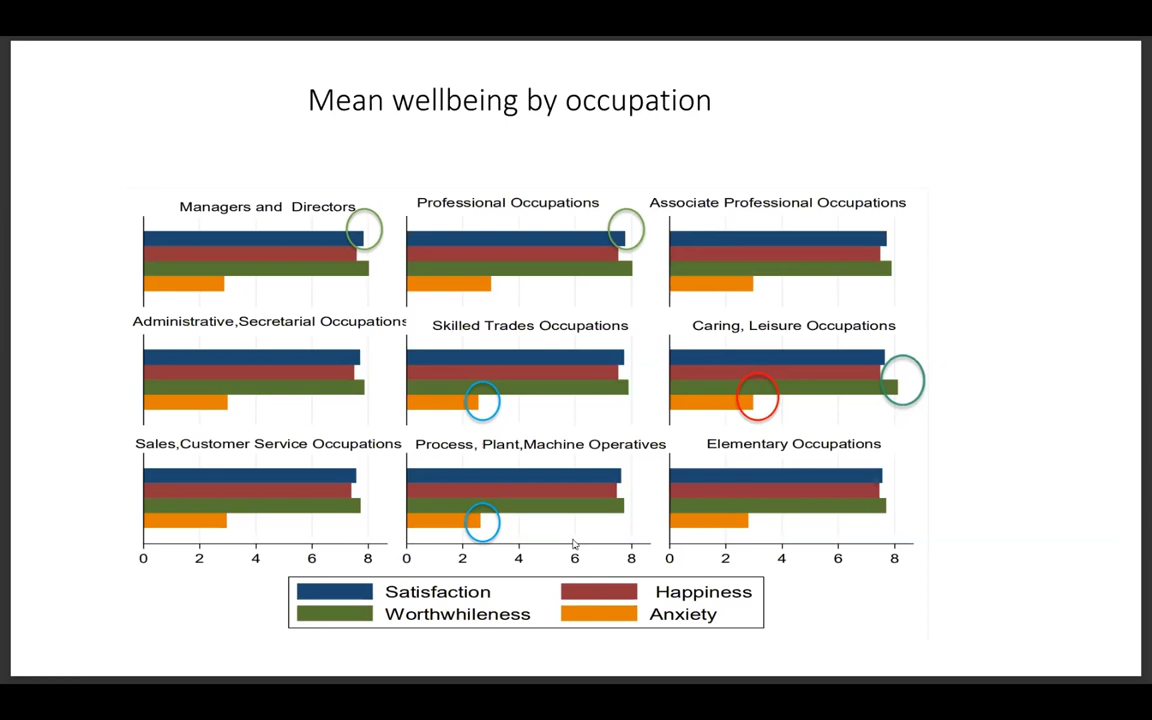 Mean wellbeing by occupation
Managers and  Directors
Professional Occupations
Associate Professional Occupations
Administrative,Secretarial Occupations
Skilled Trades Occupations
Caring, Leisure Occupations
Sales,Customer Service Occupations
Process, Plant,Machine Operatives
Elementary Occupations
0 2 4 6 8
0 2 4 6 8
0 2 4 6 8
Satisfaction
Happiness
Worthwhileness
Anxiety